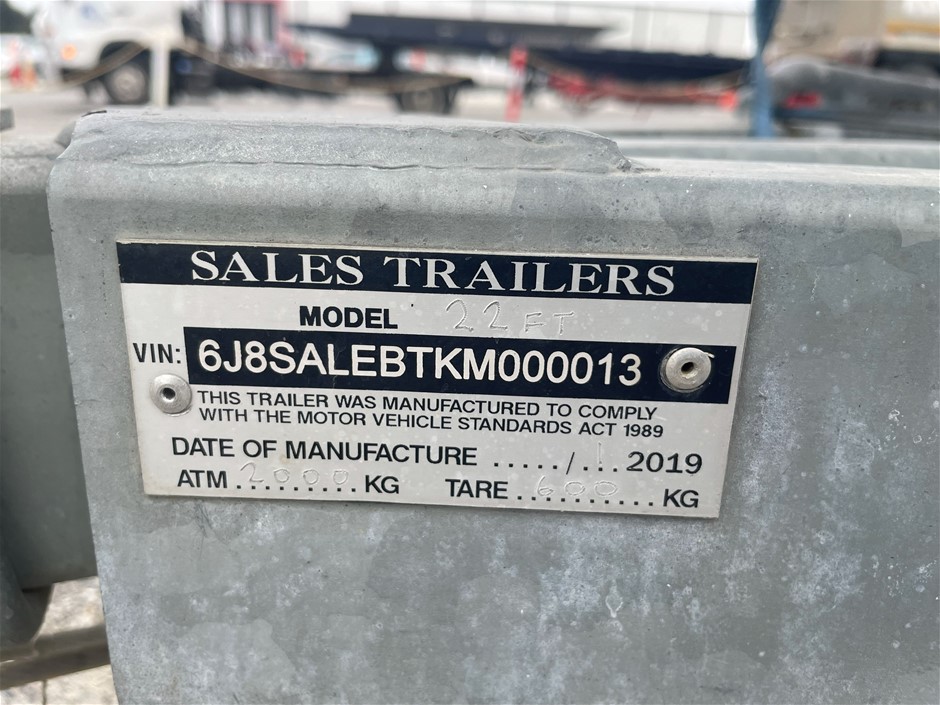 SALES TRAILERS
MODEL 22 FT
VIN: 6J8SALEBTKM000013
THIS TRAILER WAS MANUFACTURED TO COMPLY
WITH THE MOTOR VEHICLE STANDARDS ACT 1989
DATE OF MANUFACTURE ...../.1..2019
ATM 2000 KG TARE 600 KG